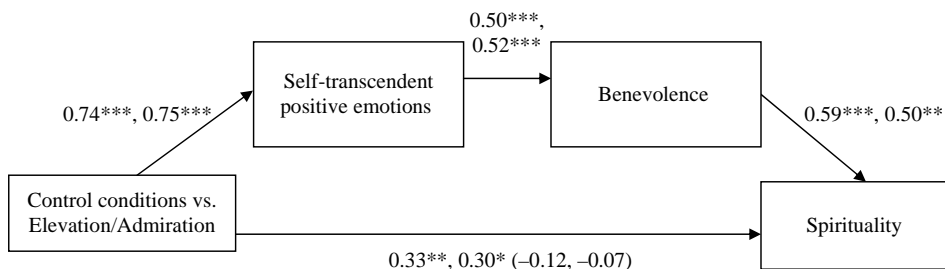 0.50***,
0.52***
Self-transcendent
positive emotions
Benevolence
0.74***, 0.75***
0.59***, 0.50**
Control conditions vs.
Elevation/Admiration
Spirituality
0.33**, 0.30* (–0.12, –0.07)